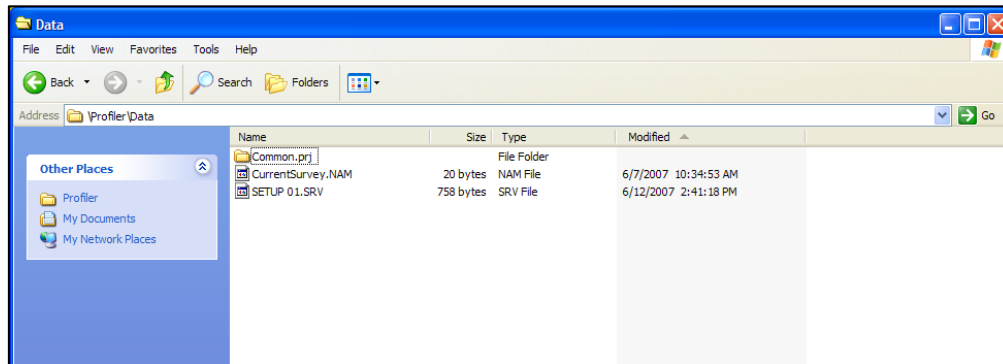 Data
File Edit View Favorites Tools Help
Back Search Folders
Address \Profiler\Data Go
Name Size Type Modified
Other Places
Profiler
My Documents
My Network Places
Common.prj File Folder
CurrentSurvey.NAM 20 bytes NAM File 6/7/2007 10:34:53 AM
SETUP 01.SRV 758 bytes SRV File 6/12/2007 2:41:18 PM